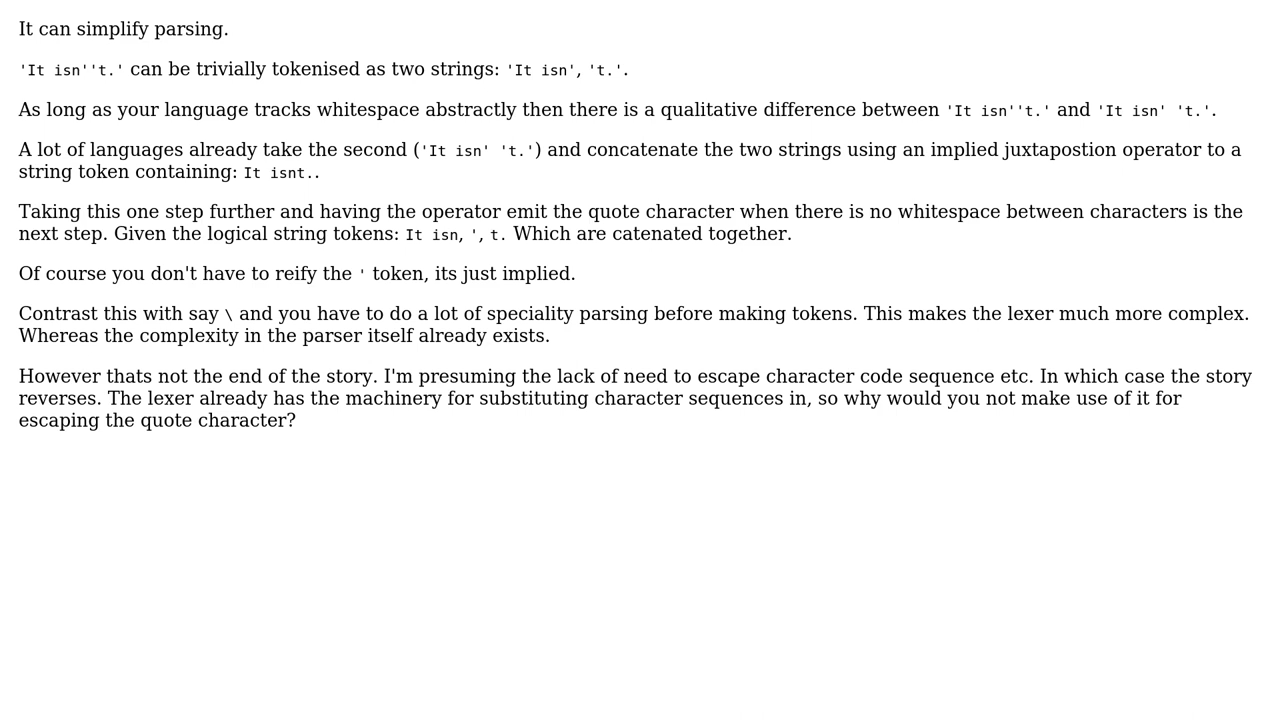 It can simplify parsing.
'It isn''t.' can be trivially tokenised as two strings: 'It isn', 't.'.
As long as your language tracks whitespace abstractly then there is a qualitative difference between 'It isn''t.' and 'It isn' 't.'.
A lot of languages already take the second ('It isn' 't.') and concatenate the two strings using an implied juxtapostion operator to a
string token containing: It isnt..
Taking this one step further and having the operator emit the quote character when there is no whitespace between characters is the
next step. Given the logical string tokens: It isn, ', t. Which are catenated together.
Of course you don't have to reify the ' token, its just implied.
Contrast this with say \ and you have to do a lot of speciality parsing before making tokens. This makes the lexer much more complex.
Whereas the complexity in the parser itself already exists.
However thats not the end of the story. I'm presuming the lack of need to escape character code sequence etc. In which case the story
reverses. The lexer already has the machinery for substituting character sequences in, so why would you not make use of it for
escaping the quote character?